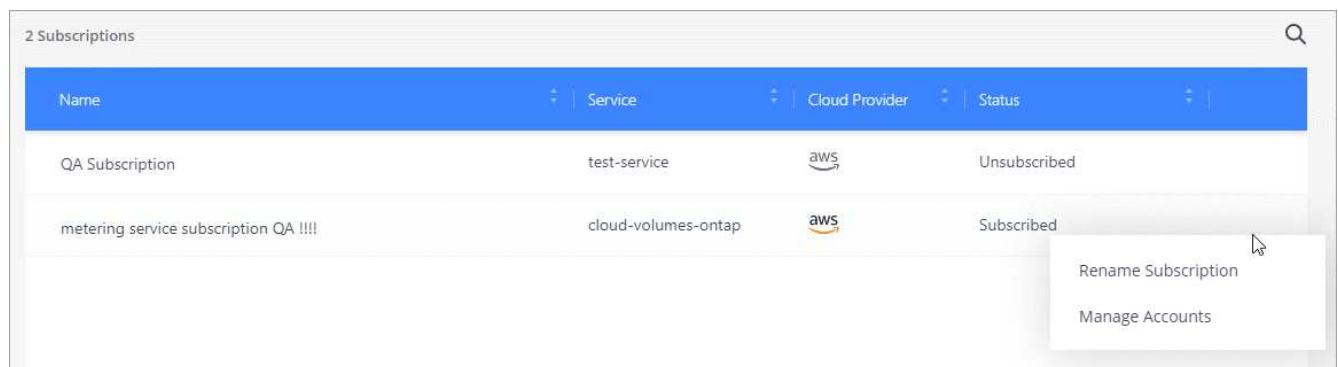 2 Subscriptions
Name Service Cloud Provider Status
QA Subscription test-service aws Unsubscribed
metering service subscription QA !!!! cloud-volumes-ontap aws Subscribed
Rename Subscription
Manage Accounts